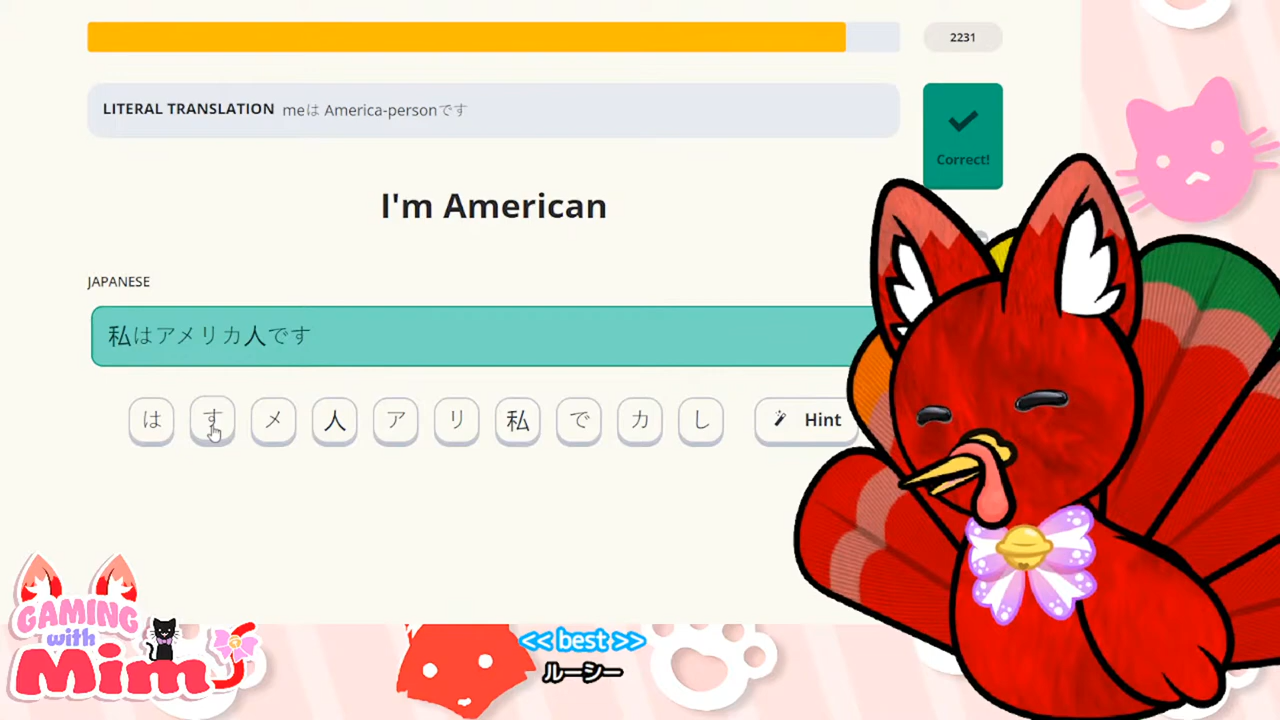 2231
LITERAL TRANSLATION meは America-personです
Correct!
I'm American
JAPANESE
私はアメリカ人です
は す メ 人 ア リ 私 で カ し Hint
GAMING
with
Mim
<< best >>
ルーシー